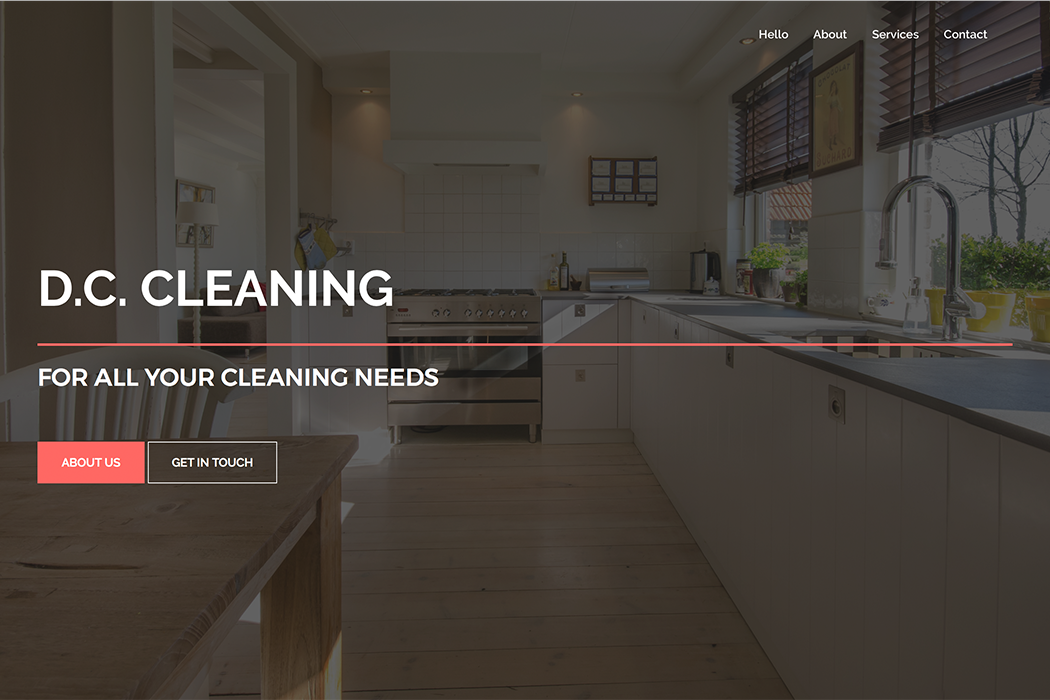 Hello About Services Contact
D.C. CLEANING
FOR ALL YOUR CLEANING NEEDS
ABOUT US GET IN TOUCH